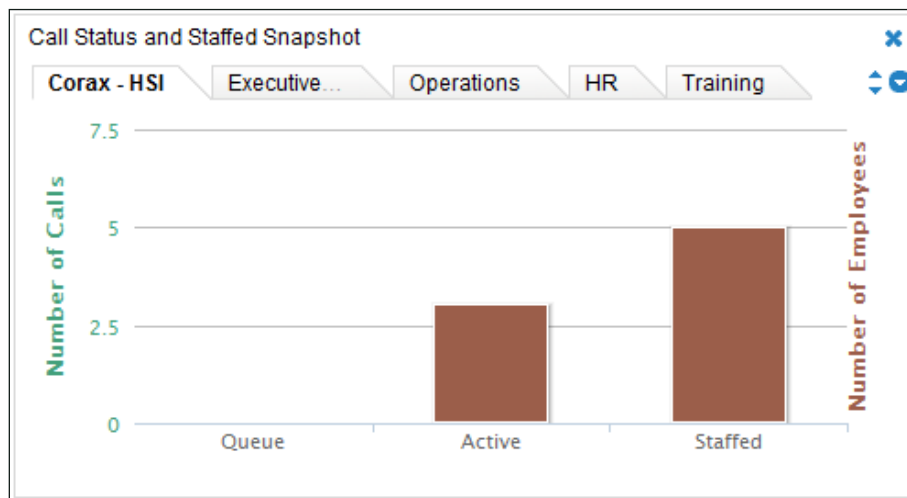 Call Status and Staffed Snapshot
Corax - HSI Executive... Operations HR Training
7.5
5
2.5
0
Number of Calls
Number of Employees
Queue Active Staffed